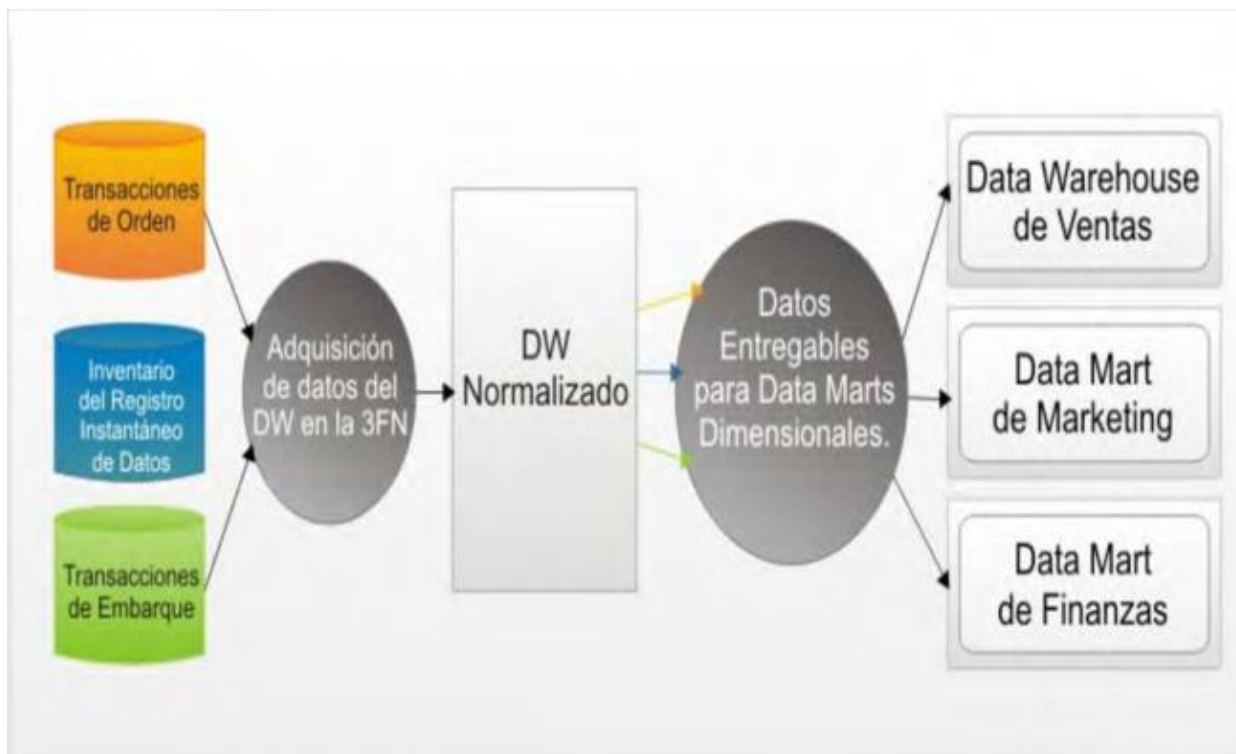 Transacciones
de Orden
Inventario
del Registro
Instantáneo
de Datos
Transacciones
de Embarque
Adquisición
de datos del
DW en la 3FN
DW
Normalizado
Datos
Entregables
para Data Marts
Dimensionales.
Data Warehouse
de Ventas
Data Mart
de Marketing
Data Mart
de Finanzas